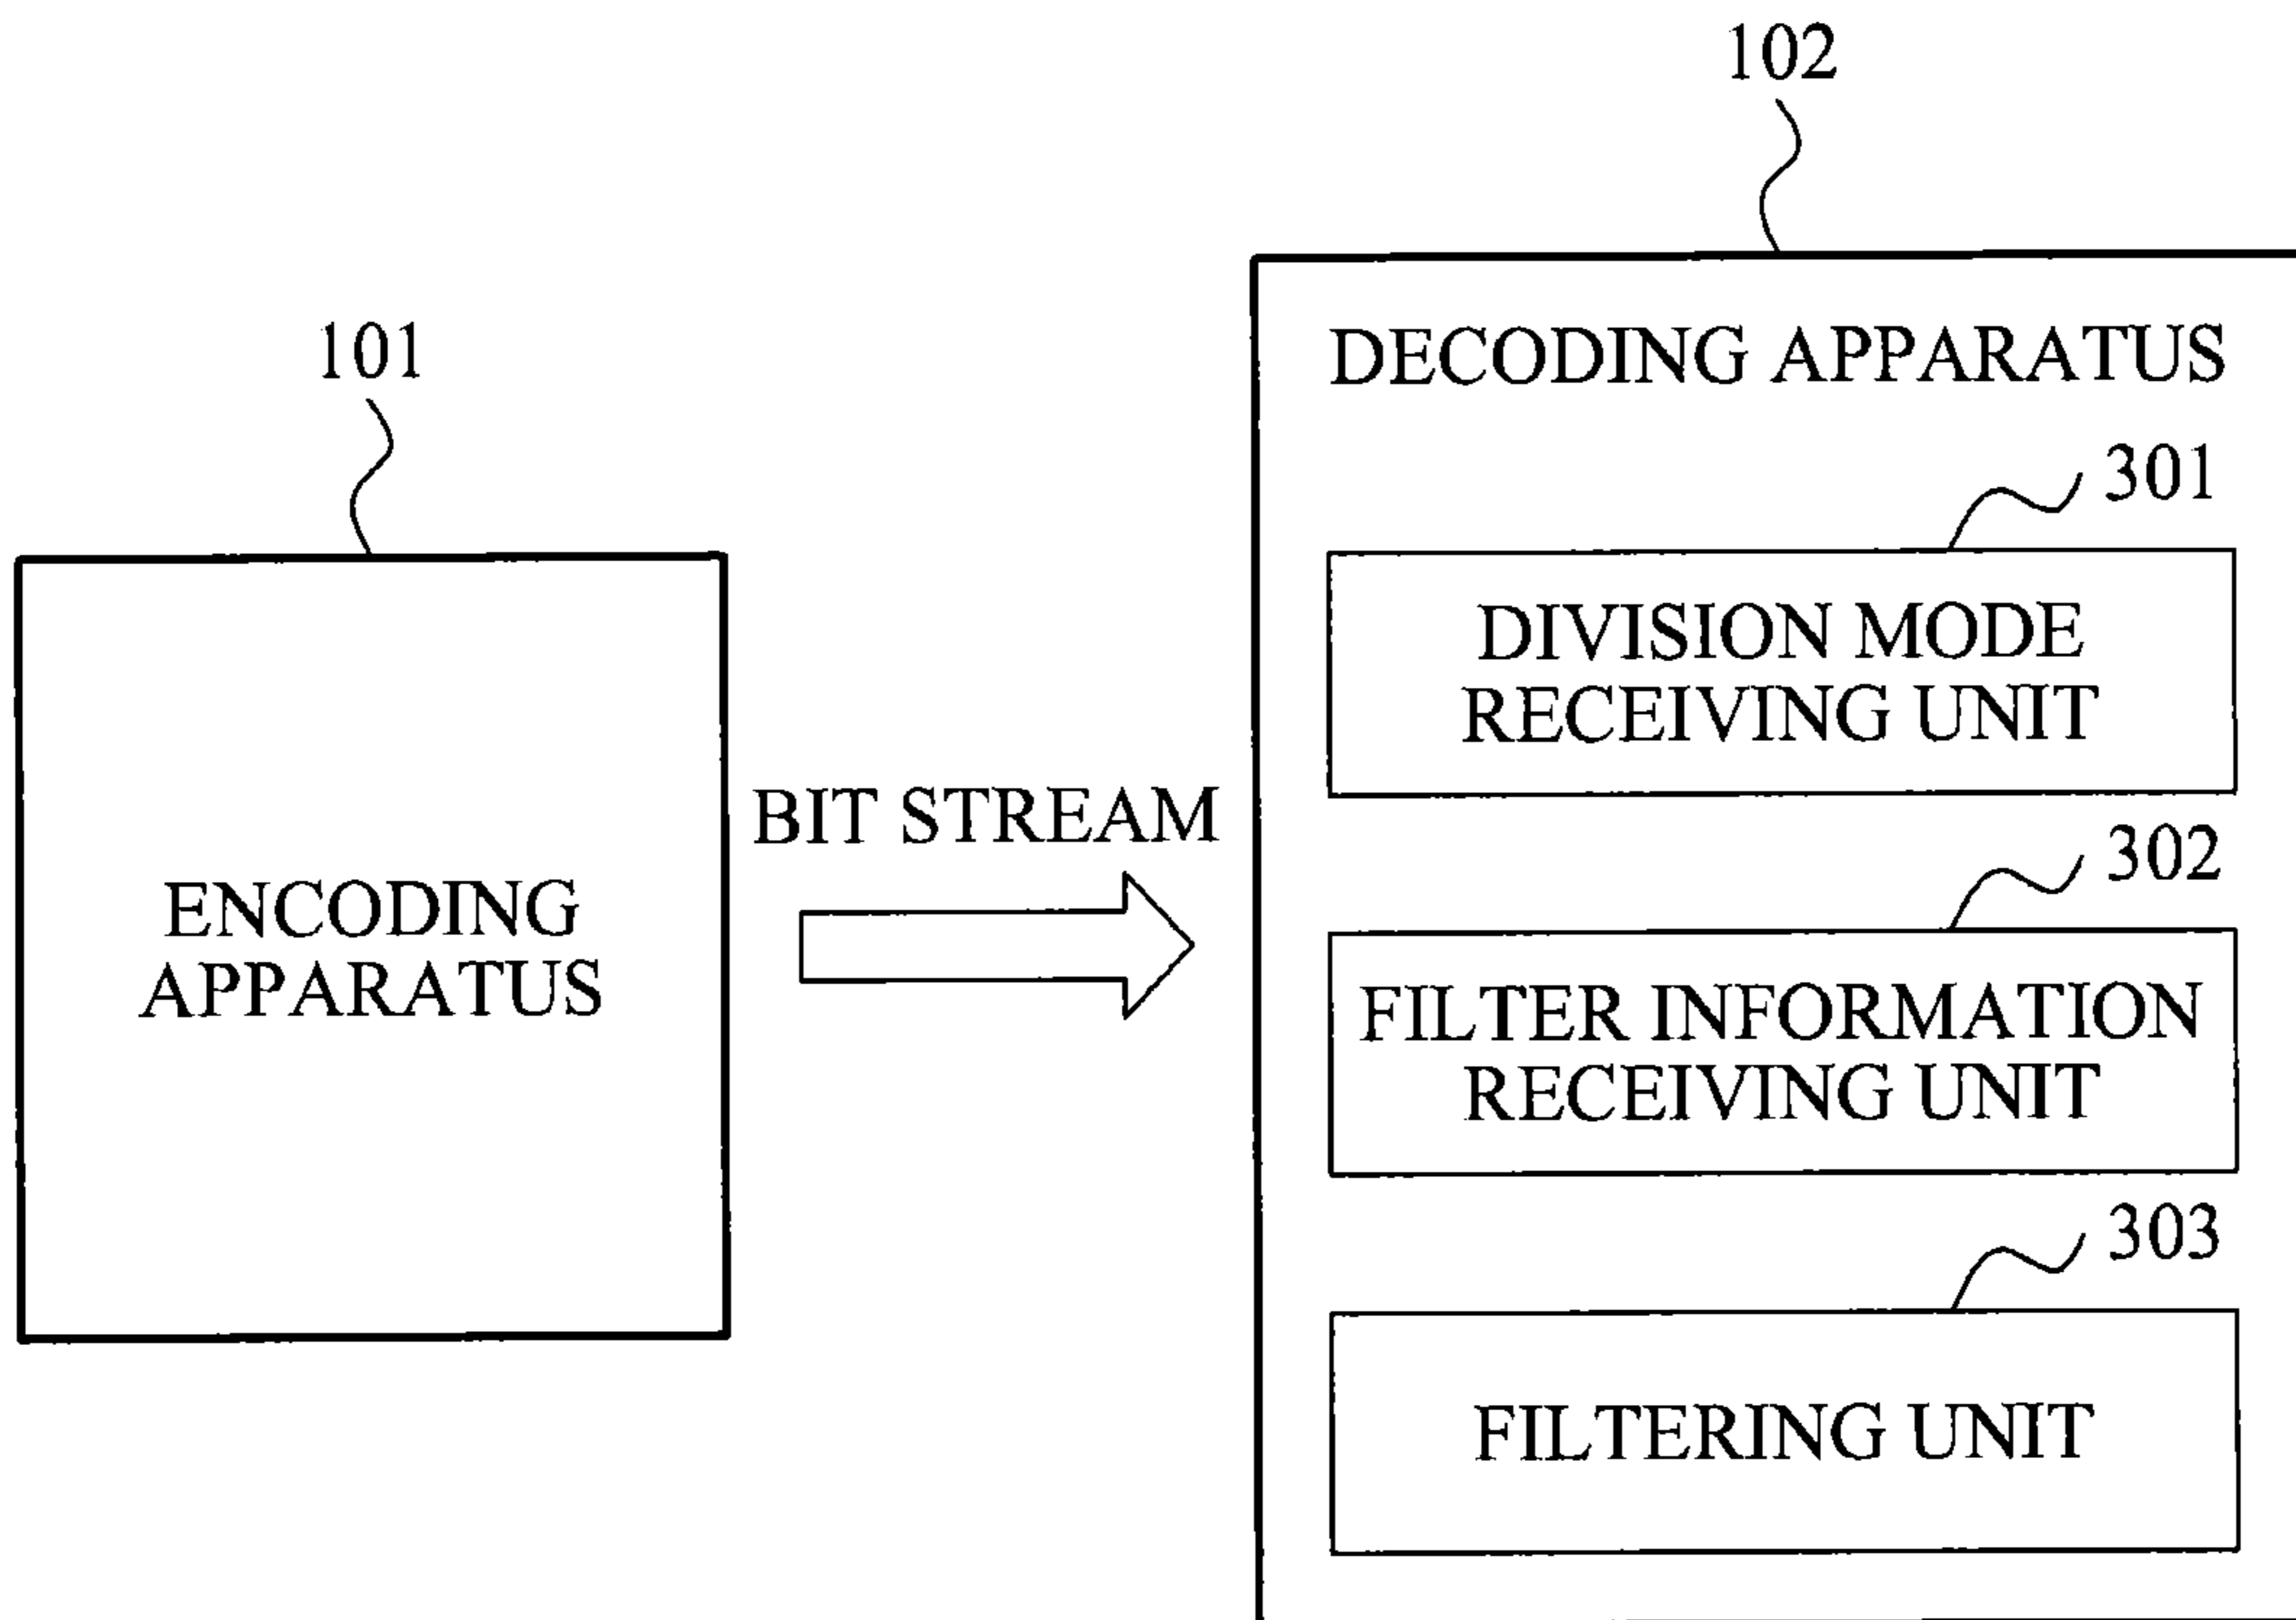 102
101
DECODING APPARATUS
301
DIVISION MODE
RECEIVING UNIT
BIT STREAM
302
ENCODING
APPARATUS
FILTER INFORMATION
RECEIVING UNIT
303
FILTERING UNIT